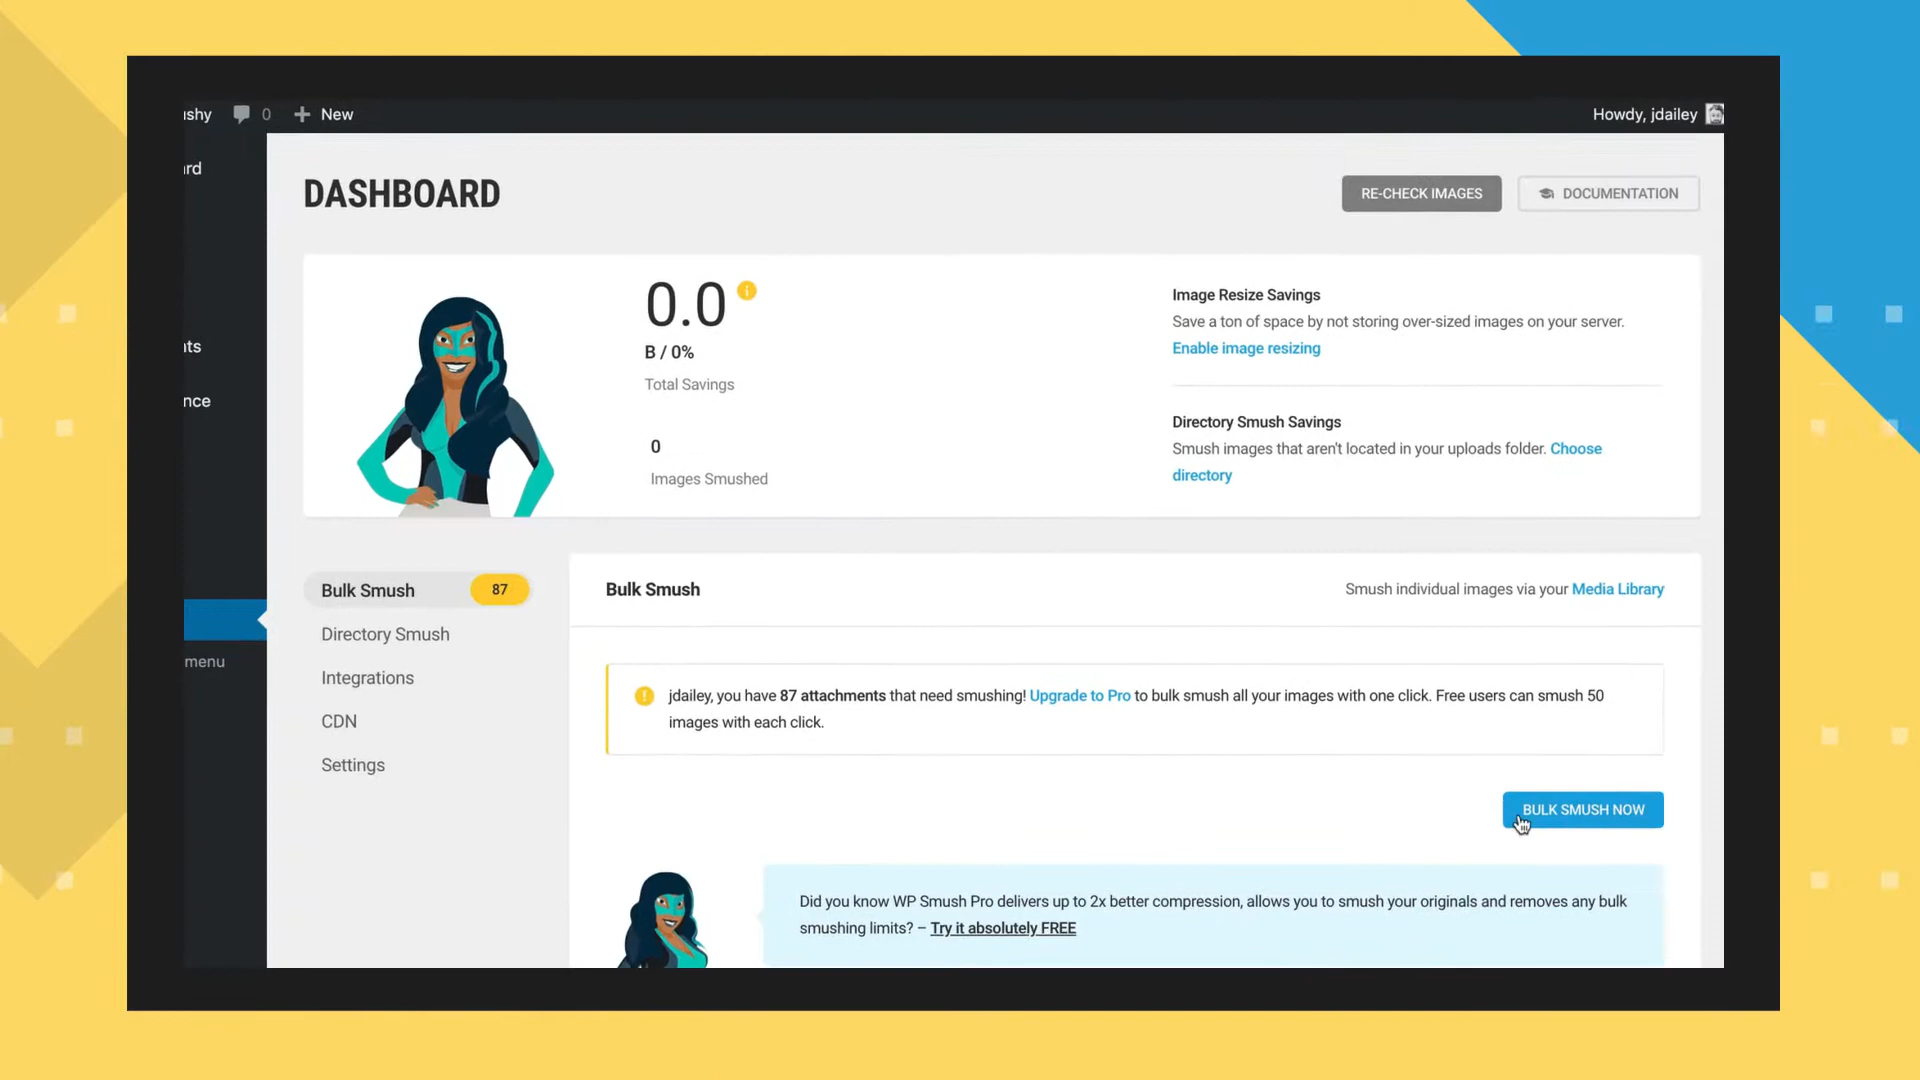 ushy 0 New Howdy, jdailey
rd
DASHBOARD
RE-CHECK IMAGES
DOCUMENTATION
0.0
B / 0%
Total Savings
0
Images Smushed
Image Resize Savings
Save a ton of space by not storing over-sized images on your server.
Enable image resizing
Directory Smush Savings
Smush images that aren't located in your uploads folder. Choose
directory
nts
nce
menu
Bulk Smush 87
Directory Smush
Integrations
CDN
Settings
Bulk Smush
Smush individual images via your Media Library
jdailey, you have 87 attachments that need smushing! Upgrade to Pro to bulk smush all your images with one click. Free users can smush 50
images with each click.
BULK SMUSH NOW
Did you know WP Smush Pro delivers up to 2x better compression, allows you to smush your originals and removes any bulk
smushing limits? – Try it absolutely FREE